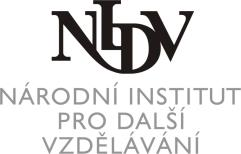 NIDV
NÁRODNÍ INSTITUT
PRO DALŠÍ
VZDĚLÁVÁNÍ